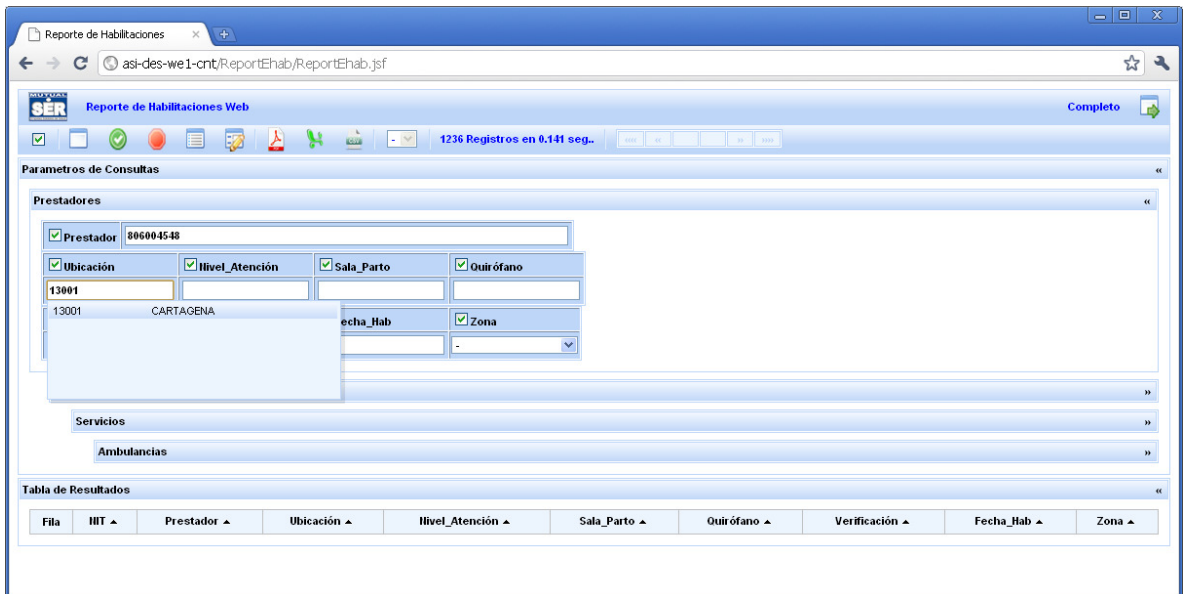 Reporte de Habilitaciones
asi-des-we1-cnt/ReportEhab/ReportEhab.jsf
MUTUAL
SER Reporte de Habilitaciones Web Completo
- 1236 Registros en 0.141 seg..
Parametros de Consultas
Prestadores
Prestador 806004548
Ubicación Nivel_Atención Sala_Parto Quirófano
13001
13001 CARTAGENA
echa_Hab Zona
-
Servicios
Ambulancias
Tabla de Resultados
Fila NIT Prestador Ubicación Nivel_Atención Sala_Parto Quirófano Verificación Fecha_Hab Zona